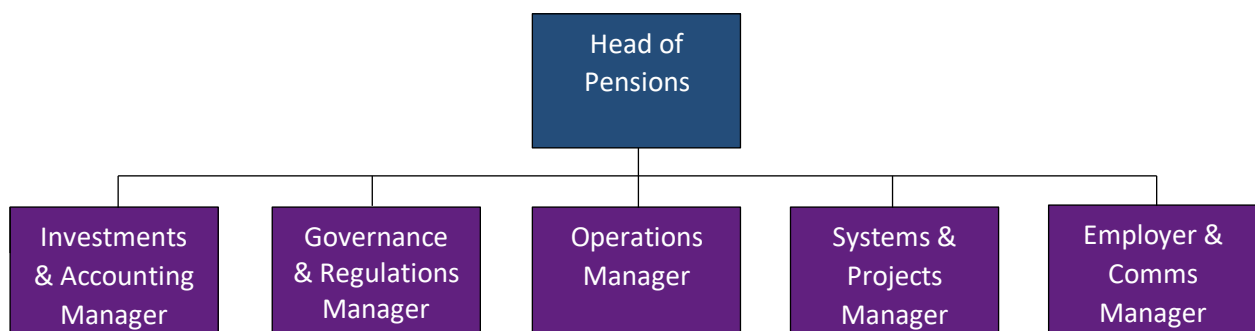 Head of
Pensions
Investments
& Accounting
Manager
Governance
& Regulations
Manager
Operations
Manager
Systems &
Projects
Manager
Employer &
Comms
Manager